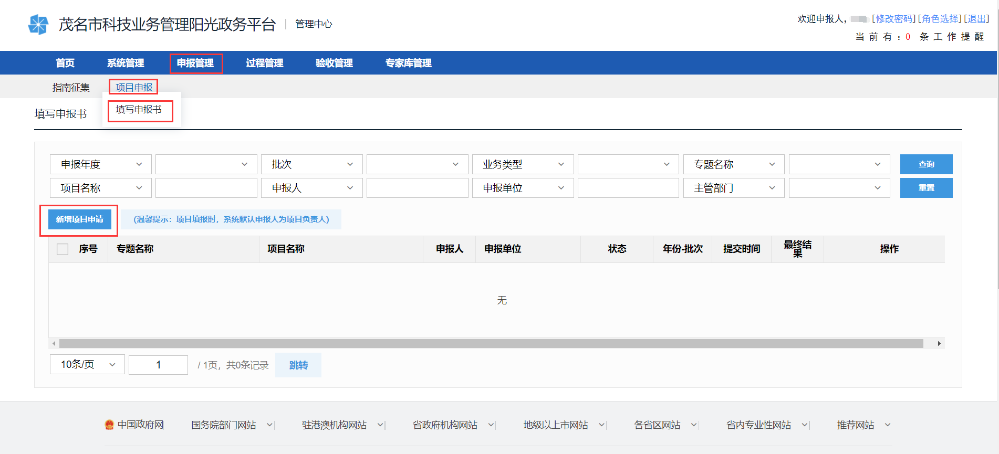 茂名市科技业务管理阳光政务平台 | 管理中心
欢迎申报人, [修改密码][角色选择][退出]
当前有:0 条工作提醒
首页 系统管理 申报管理 过程管理 验收管理 专家库管理
指南征集 项目申报
填写申报书
填写申报书
申报年度 批次 业务类型 专题名称 查询
项目名称 申报人 申报单位 主管部门 重置
新增项目申请 (温馨提示：项目填报时，系统默认申报人为项目负责人)
序号 专题名称 项目名称 申报人 申报单位 状态 年份-批次 提交时间 最终结果 操作
无
10条/页 1 / 1页，共0条记录 跳转
中国政府网| 国务院部门网站 | 驻港澳机构网站 | 省政府机构网站 | 地级以上市网站 | 各省区网站 | 省内专业性网站 | 推荐网站